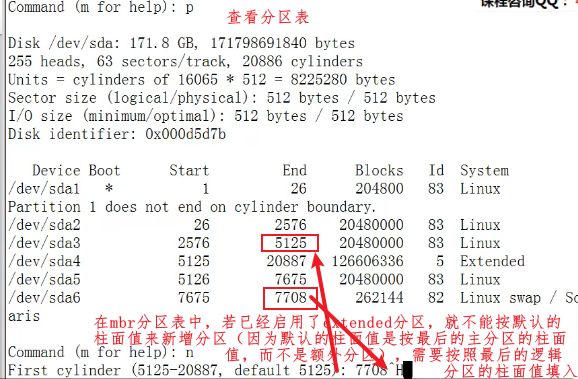 Command (m for help): p
课程咨询QQ：
查看分区表
Disk /dev/sda: 171.8 GB, 171798691840 bytes
255 heads, 63 sectors/track, 20886 cylinders
Units = cylinders of 16065 * 512 = 8225280 bytes
Sector size (logical/physical): 512 bytes / 512 bytes
I/O size (minimum/optimal): 512 bytes / 512 bytes
Disk identifier: 0x000d5d7b
Device Boot Start End Blocks Id System
/dev/sda1 * 1 26 204800 83 Linux
Partition 1 does not end on cylinder boundary.
/dev/sda2 26 2576 20480000 83 Linux
/dev/sda3 2576 5125 20480000 83 Linux
/dev/sda4 5125 20887 126606336 5 Extended
/dev/sda5 5126 7675 20480000 83 Linux
/dev/sda6 7675 7708 262144 82 Linux swap / So
aris
在mbr分区表中，若已经启用了extended分区，就不能按默认的
柱面值来新增分区（因为默认的柱面值是按最后的主分区的柱面
值，而不是额外分区），需要按照最后的逻辑
分区的柱面值填入
Command (m for help): n
First cylinder (5125-20887, default 5125): 7708^H